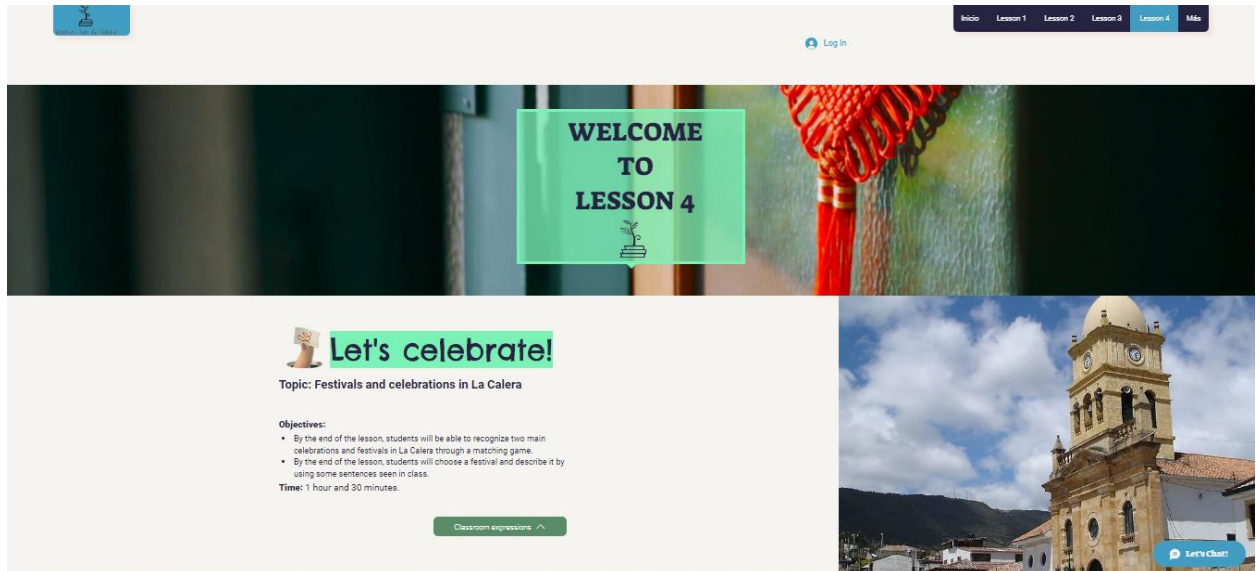 Inicio
Lesson 1
Lesson 2
Lesson 3
Lesson 4
Más
Log In
WELCOME
TO
LESSON 4
Let's celebrate!
Topic: Festivals and celebrations in La Calera
Objectives:
• By the end of the lesson, students will be able to recognize two main
celebrations and festivals in La Calera through a matching game.
• By the end of the lesson, students will choose a festival and describe it by
using some sentences seen in class.
Time: 1 hour and 30 minutes.
Classroom expressions
Let's Chat!